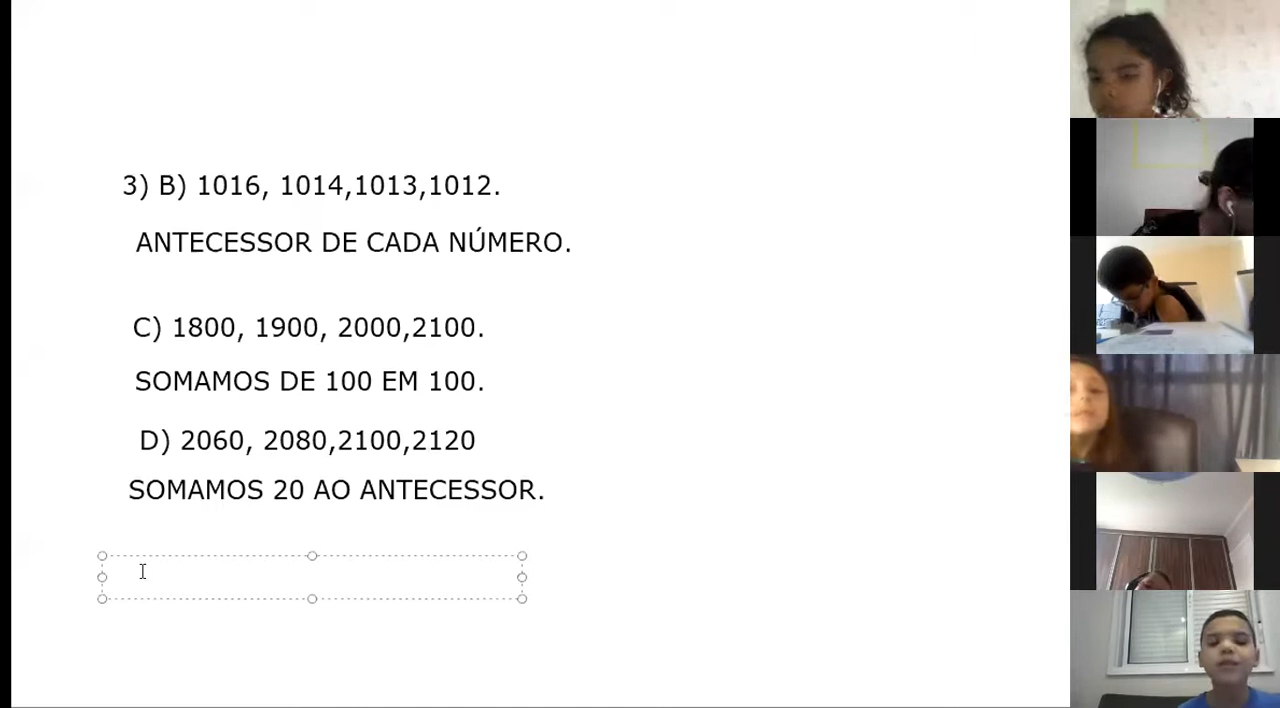 3) B) 1016, 1014,1013,1012.
ANTECESSOR DE CADA NÚMERO.
C) 1800, 1900, 2000,2100.
SOMAMOS DE 100 EM 100.
D) 2060, 2080,2100,2120
SOMAMOS 20 AO ANTECESSOR.